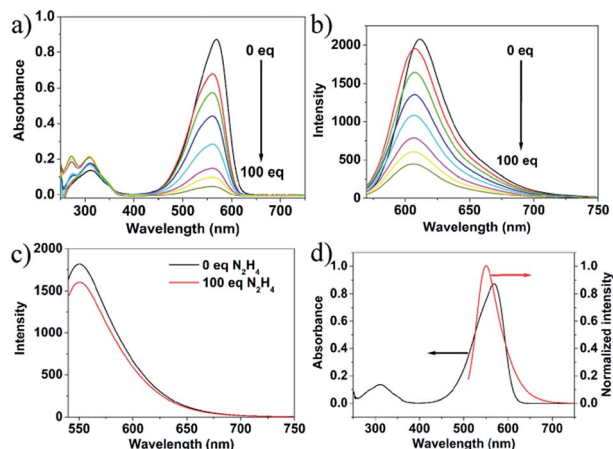 a)
1.0
0.8
0.6
0.4
0.2
0.0
Absorbance
0 eq
100 eq
300 400 500 600 700
Wavelength (nm)
b)
2000
1500
1000
500
0
Intensity
0 eq
100 eq
600 650 700 750
Wavelength (nm)
c)
2000
1500
1000
500
0
Intensity
0 eq N₂H₄
100 eq N₂H₄
550 600 650 700 750
Wavelength (nm)
d)
1.0
0.8
0.6
0.4
0.2
0.0
Absorbance
1.0
0.8
0.6
0.4
0.2
0.0
Normalized intensity
300 400 500 600 700
Wavelength (nm)